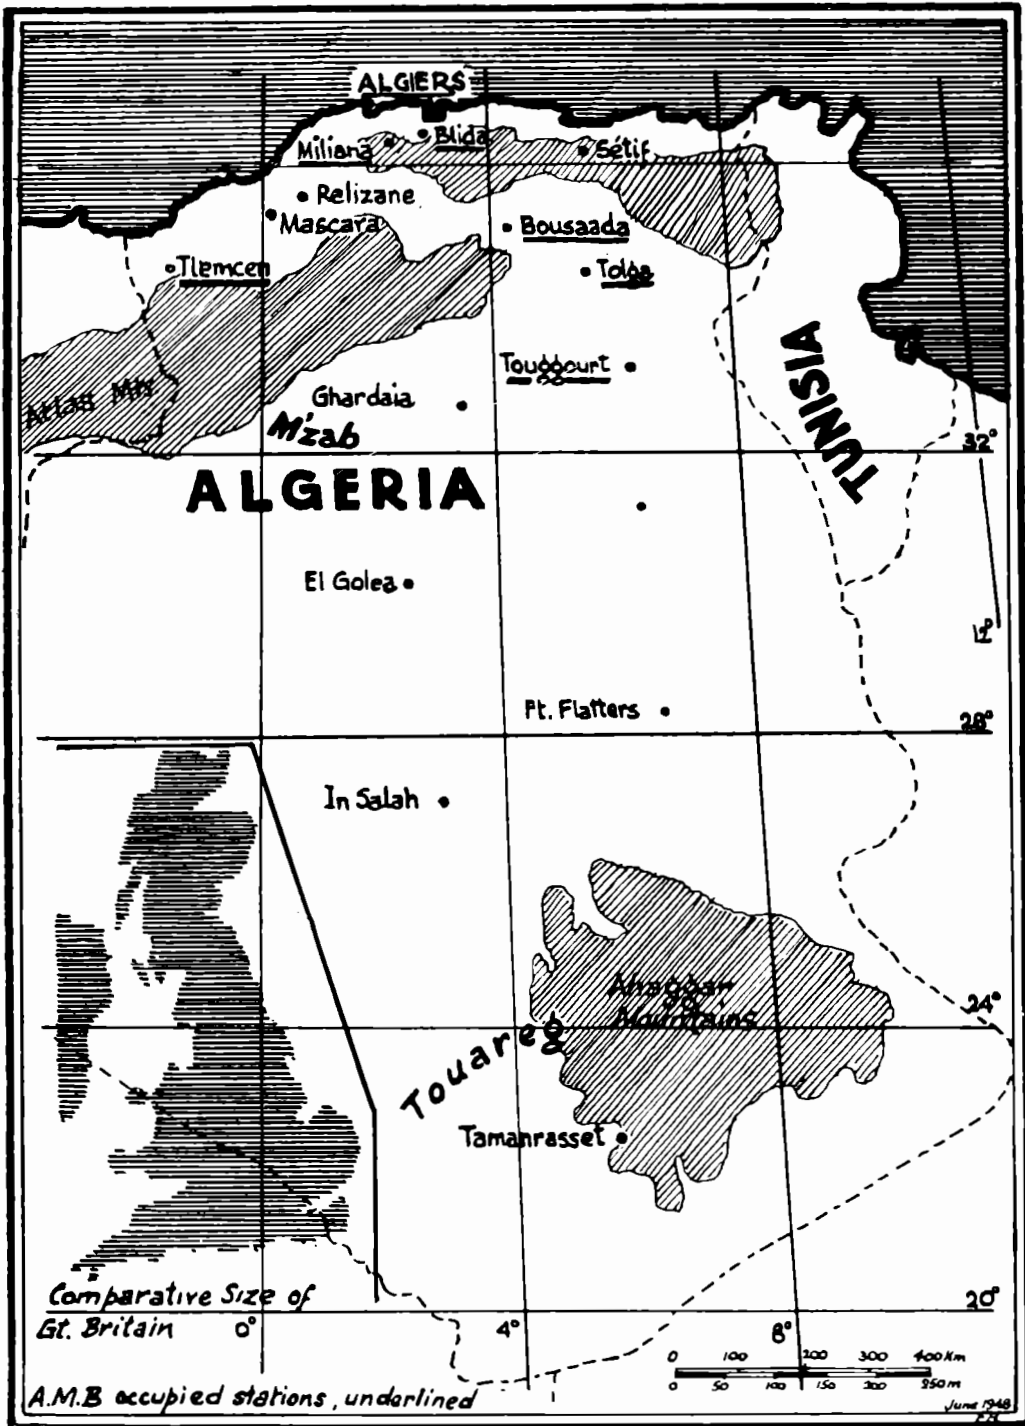 ALGIERS
Blida
Miliana
Sétif
Relizane
Mascara
Bousaada
Tlemcen
Tolga
TUNISIA
Touggourt
Atlas Mts
Ghardaia
M'zab
32°
ALGERIA
El Golea
12°
Ft. Flatters
28°
In Salah
Ahaggar
Mountains
24°
Touareg
Tamanrasset
Comparative Size of
Gt. Britain
20°
0°
4°
8°
0 100 200 300 400 Km
0 50 100 150 200 250 m
A.M.B occupied stations, underlined
June 1948